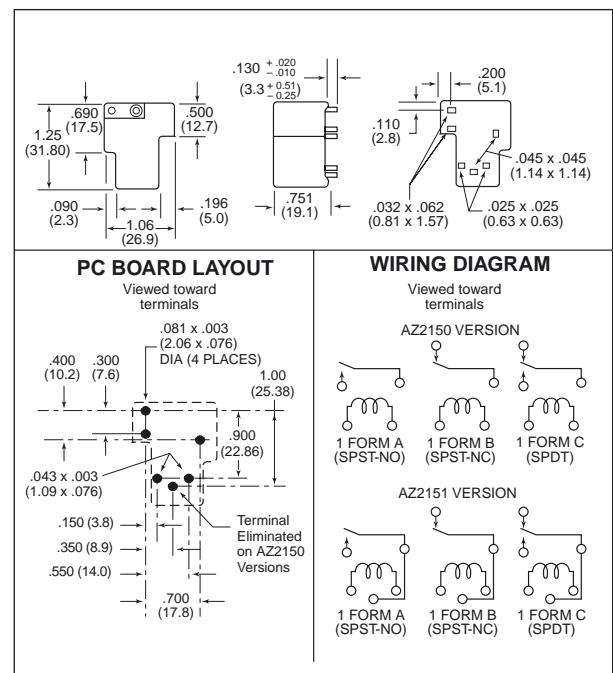 .130 + .020
– .010
(3.3 + 0.51
– 0.25)
.200
(5.1)
.690
(17.5)
.500
(12.7)
1.25
(31.80)
.110
(2.8)
.045 x .045
(1.14 x 1.14)
.090
(2.3)
.196
(5.0)
1.06
(26.9)
.751
(19.1)
.032 x .062
(0.81 x 1.57)
.025 x .025
(0.63 x 0.63)
PC BOARD LAYOUT
Viewed toward
terminals
.081 x .003
(2.06 x .076)
DIA (4 PLACES)
.400
(10.2)
.300
(7.6)
1.00
(25.38)
.900
(22.86)
.043 x .003
(1.09 x .076)
.150 (3.8)
.350 (8.9)
.550 (14.0)
.700
(17.8)
Terminal
Eliminated
on AZ2150
Versions
WIRING DIAGRAM
Viewed toward
terminals
AZ2150 VERSION
1 FORM A
(SPST-NO)
1 FORM B
(SPST-NC)
1 FORM C
(SPDT)
AZ2151 VERSION
1 FORM A
(SPST-NO)
1 FORM B
(SPST-NC)
1 FORM C
(SPDT)